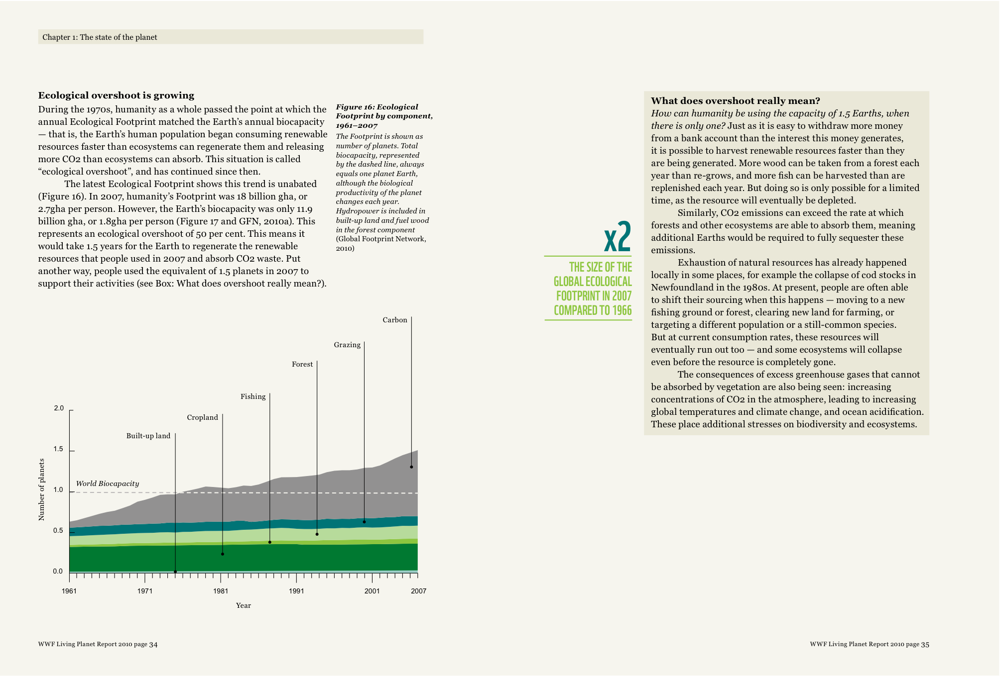 Chapter 1: The state of the planet
Ecological overshoot is growing
During the 1970s, humanity as a whole passed the point at which the
annual Ecological Footprint matched the Earth’s annual biocapacity
— that is, the Earth’s human population began consuming renewable
resources faster than ecosystems can regenerate them and releasing
more CO2 than ecosystems can absorb. This situation is called
“ecological overshoot”, and has continued since then.
The latest Ecological Footprint shows this trend is unabated
(Figure 16). In 2007, humanity’s Footprint was 18 billion gha, or
2.7gha per person. However, the Earth’s biocapacity was only 11.9
billion gha, or 1.8gha per person (Figure 17 and GFN, 2010a). This
represents an ecological overshoot of 50 per cent. This means it
would take 1.5 years for the Earth to regenerate the renewable
resources that people used in 2007 and absorb CO2 waste. Put
another way, people used the equivalent of 1.5 planets in 2007 to
support their activities (see Box: What does overshoot really mean?).
Figure 16: Ecological
Footprint by component,
1961–2007
The Footprint is shown as
number of planets. Total
biocapacity, represented
by the dashed line, always
equals one planet Earth,
although the biological
productivity of the planet
changes each year.
Hydropower is included in
built-up land and fuel wood
in the forest component
(Global Footprint Network,
2010)
Carbon
Grazing
Forest
Fishing
Cropland
Built-up land
2.0
1.5
1.0
0.5
0.0
Number of planets
World Biocapacity
1961
1971
1981
1991
2001
2007
Year
WWF Living Planet Report 2010 page 34
x2
THE SIZE OF THE
GLOBAL ECOLOGICAL
FOOTPRINT IN 2007
COMPARED TO 1966
What does overshoot really mean?
How can humanity be using the capacity of 1.5 Earths, when
there is only one? Just as it is easy to withdraw more money
from a bank account than the interest this money generates,
it is possible to harvest renewable resources faster than they
are being generated. More wood can be taken from a forest each
year than re-grows, and more fish can be harvested than are
replenished each year. But doing so is only possible for a limited
time, as the resource will eventually be depleted.
Similarly, CO2 emissions can exceed the rate at which
forests and other ecosystems are able to absorb them, meaning
additional Earths would be required to fully sequester these
emissions.
Exhaustion of natural resources has already happened
locally in some places, for example the collapse of cod stocks in
Newfoundland in the 1980s. At present, people are often able
to shift their sourcing when this happens — moving to a new
fishing ground or forest, clearing new land for farming, or
targeting a different population or a still-common species.
But at current consumption rates, these resources will
eventually run out too — and some ecosystems will collapse
even before the resource is completely gone.
The consequences of excess greenhouse gases that cannot
be absorbed by vegetation are also being seen: increasing
concentrations of CO2 in the atmosphere, leading to increasing
global temperatures and climate change, and ocean acidification.
These place additional stresses on biodiversity and ecosystems.
WWF Living Planet Report 2010 page 35